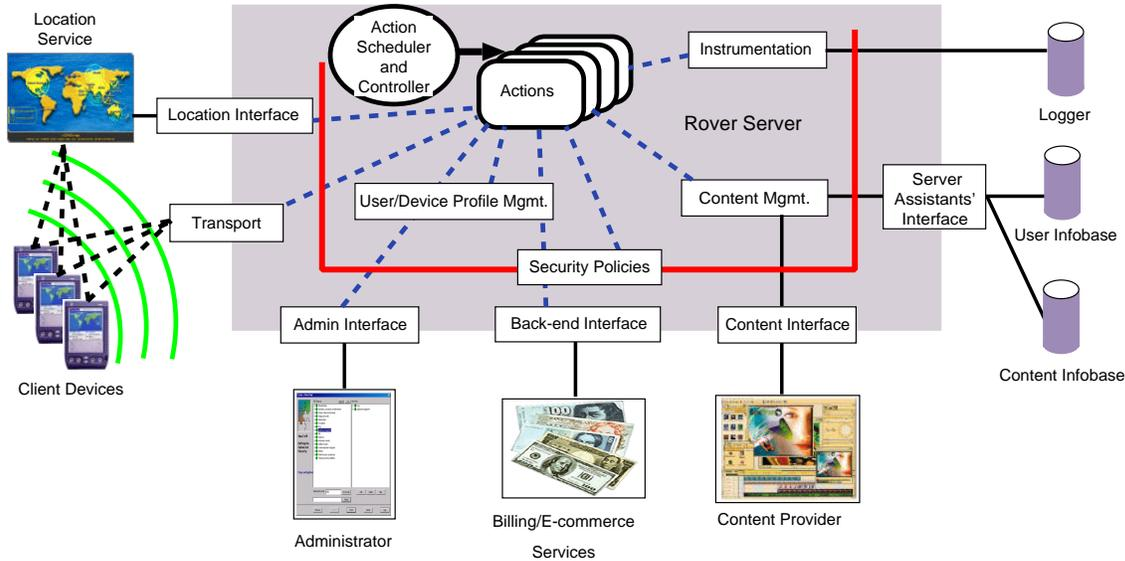 Location
Service
Action
Scheduler
and
Controller
Actions
Instrumentation
Logger
Location Interface
Rover Server
Transport
User/Device Profile Mgmt.
Content Mgmt.
Server
Assistants'
Interface
User Infobase
Security Policies
Client Devices
Admin Interface
Back-end Interface
Content Interface
Content Infobase
Administrator
Billing/E-commerce
Services
Content Provider
100
100